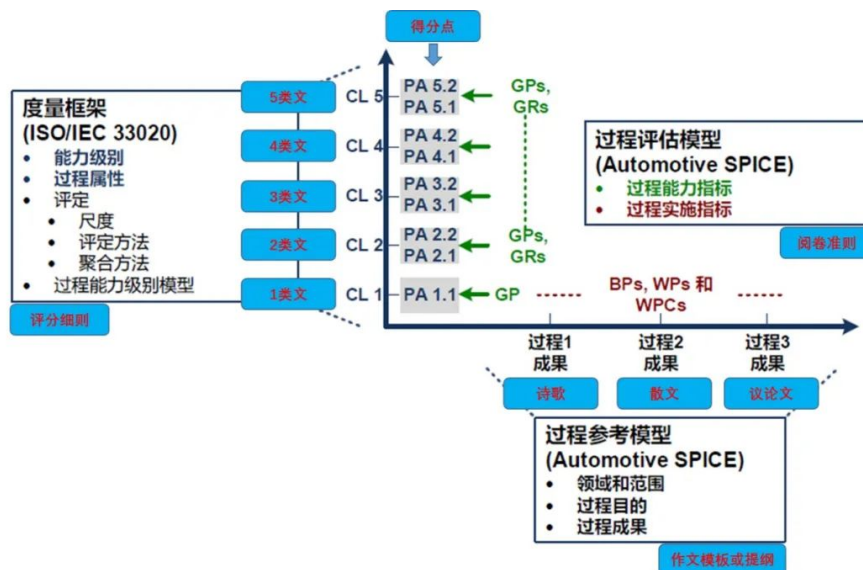 得分点
度量框架
(ISO/IEC 33020)
• 能力级别
• 过程属性
• 评定
• 尺度
• 评定方法
• 聚合方法
• 过程能力级别模型
评分细则
5类文
4类文
3类文
2类文
1类文
CL 5
CL 4
CL 3
CL 2
CL 1
PA 5.2
PA 5.1
PA 4.2
PA 4.1
PA 3.2
PA 3.1
PA 2.2
PA 2.1
PA 1.1
GPs,
GRs
GPs,
GRs
GP
过程评估模型
(Automotive SPICE)
• 过程能力指标
• 过程实施指标
阅卷准则
BPs, WPs 和
WPCs
过程1
成果
过程2
成果
过程3
成果
诗歌
散文
议论文
过程参考模型
(Automotive SPICE)
• 领域和范围
• 过程目的
• 过程成果
作文模板或提纲